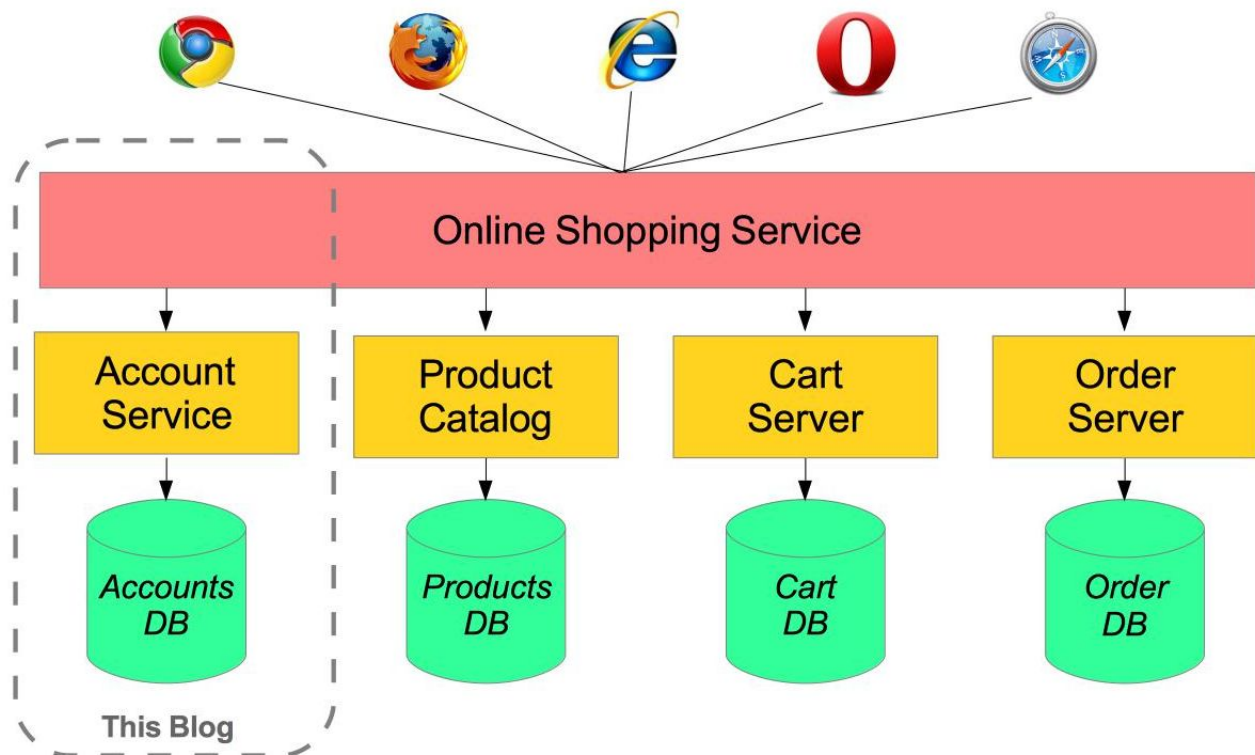 Online Shopping Service
Account
Service
Product
Catalog
Cart
Server
Order
Server
Accounts
DB
Products
DB
Cart
DB
Order
DB
This Blog